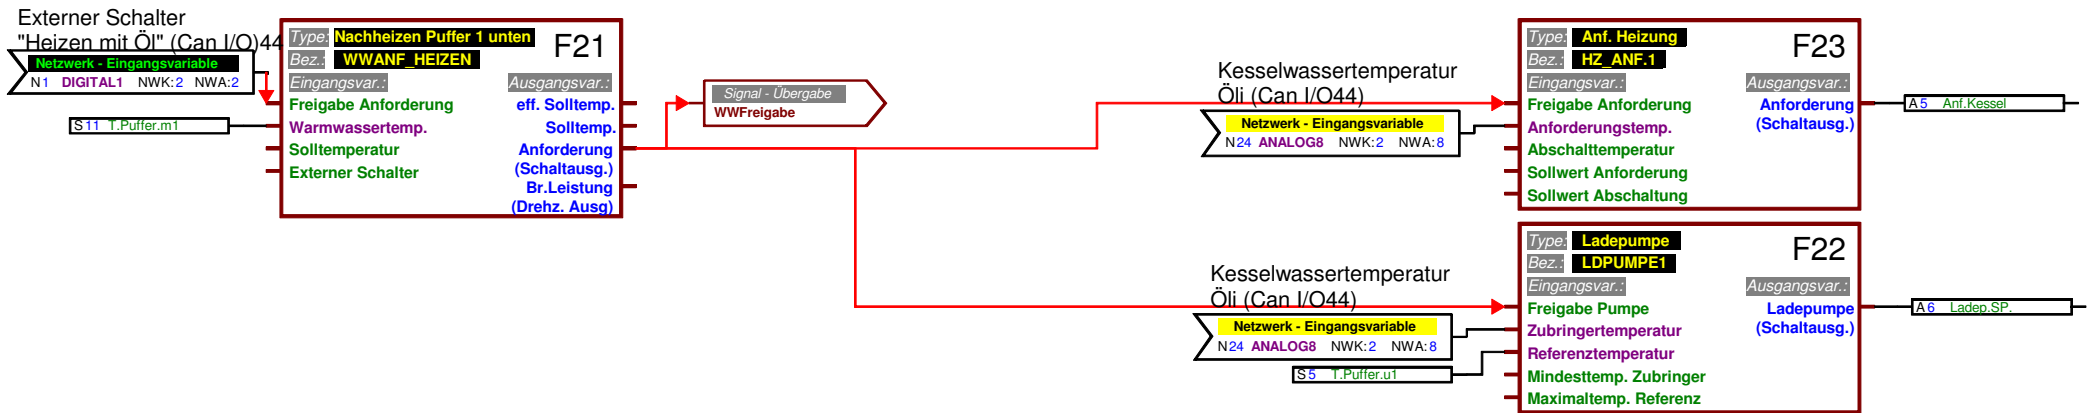 Externer Schalter
"Heizen mit Öl" (Can I/O)44
Netzwerk - Eingangsvariable
N1 DIGITAL1 NWK:2 NWA:2
S11 T.Puffer.m1
Type: Nachheizen Puffer 1 unten
F21
Bez.: WWANF_HEIZEN
Eingangsvar.: Ausgangsvar.:
Freigabe Anforderung eff. Solltemp.
Warmwassertemp. Solltemp.
Solltemperatur Anforderung
Externer Schalter (Schaltausg.)
Br.Leistung
(Drehz. Ausg)
Signal - Übergabe
WWFreigabe
Kesselwassertemperatur
Öli (Can I/O44)
Netzwerk - Eingangsvariable
N24 ANALOG8 NWK:2 NWA:8
Type: Anf. Heizung
F23
Bez.: HZ_ANF.1
Eingangsvar.: Ausgangsvar.:
Freigabe Anforderung Anforderung
Anforderungstemp. (Schaltausg.)
Abschalttemperatur
Sollwert Anforderung
Sollwert Abschaltung
A5 Anf.Kessel
Kesselwassertemperatur
Öli (Can I/O44)
Netzwerk - Eingangsvariable
N24 ANALOG8 NWK:2 NWA:8
S5 T.Puffer.u1
Type: Ladepumpe
F22
Bez.: LDPUMPE1
Eingangsvar.: Ausgangsvar.:
Freigabe Pumpe Ladepumpe
Zubringertemperatur (Schaltausg.)
Referenztemperatur
Mindesttemp. Zubringer
Maximaltemp. Referenz
A6 Ladep.SP.